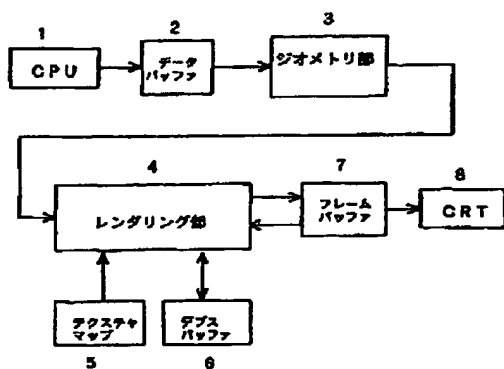 1
CPU
2
データ
バッファ
3
ジオメトリ部
4
レンダリング部
7
フレーム
バッファ
8
CRT
テクスチャ
マップ
5
デプス
バッファ
6